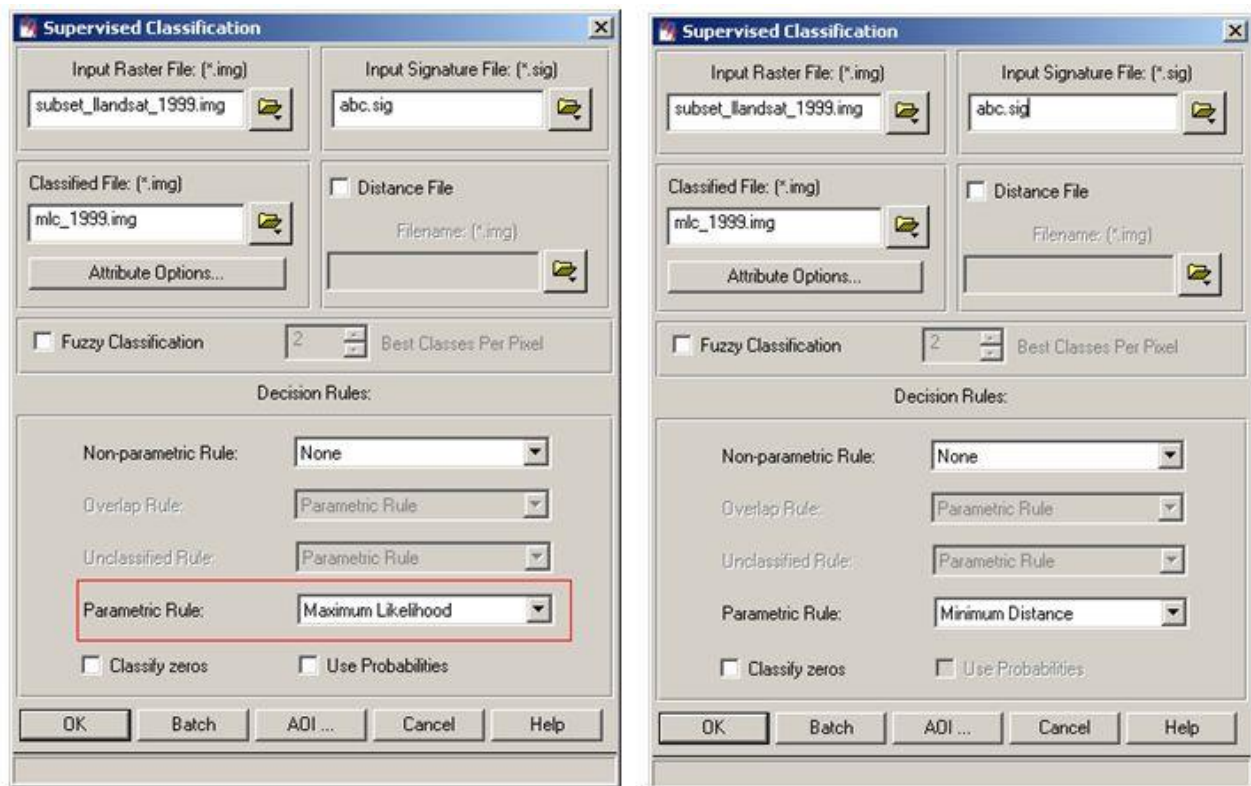 Supervised Classification
Input Raster File: (*.img)
Input Signature File: (*.sig)
subset_llandsat_1999.img
abc.sig
Classified File: (*.img)
Distance File
mlc_1999.img
Filename: (*.img)
Attribute Options...
Fuzzy Classification
2
Best Classes Per Pixel
Decision Rules:
Non-parametric Rule:
None
Overlap Rule:
Parametric Rule
Unclassified Rule:
Parametric Rule
Parametric Rule:
Maximum Likelihood
Classify zeros
Use Probabilities
OK
Batch
AOI ...
Cancel
Help
Supervised Classification
Input Raster File: (*.img)
Input Signature File: (*.sig)
subset_llandsat_1999.img
abc.sig
Classified File: (*.img)
Distance File
mlc_1999.img
Filename: (*.img)
Attribute Options...
Fuzzy Classification
2
Best Classes Per Pixel
Decision Rules:
Non-parametric Rule:
None
Overlap Rule:
Parametric Rule
Unclassified Rule:
Parametric Rule
Parametric Rule:
Minimum Distance
Classify zeros
Use Probabilities
OK
Batch
AOI ...
Cancel
Help